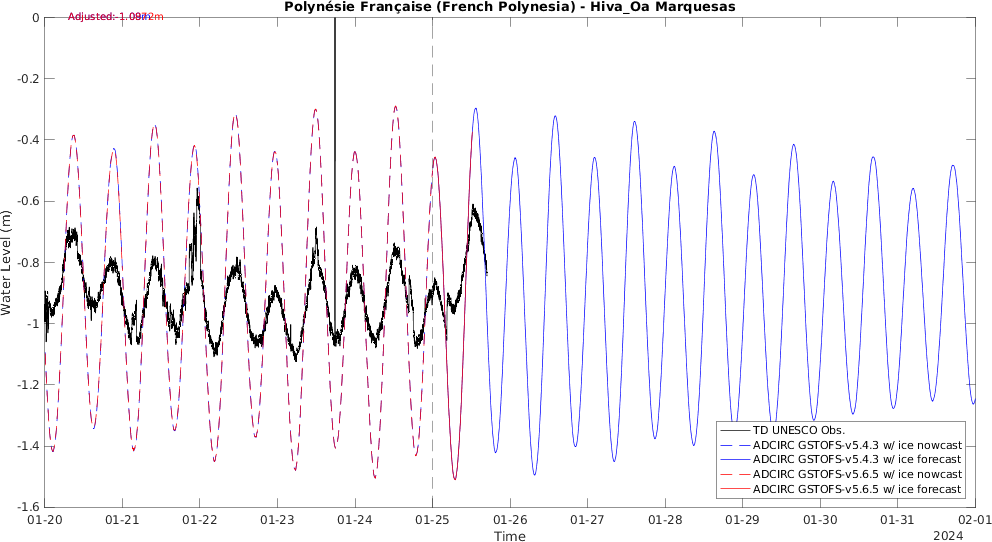 Polynésie Française (French Polynesia) - Hiva_Oa Marquesas
0
-0.2
-0.4
-0.6
-0.8
-1
-1.2
-1.4
-1.6
Water Level (m)
01-20
01-21
01-22
01-23
01-24
01-25
01-26
01-27
01-28
01-29
01-30
01-31
02-01
2024
Time
TD UNESCO Obs.
ADCIRC GSTOFS-v5.4.3 w/ ice nowcast
ADCIRC GSTOFS-v5.4.3 w/ ice forecast
ADCIRC GSTOFS-v5.6.5 w/ ice nowcast
ADCIRC GSTOFS-v5.6.5 w/ ice forecast
Adjusted: